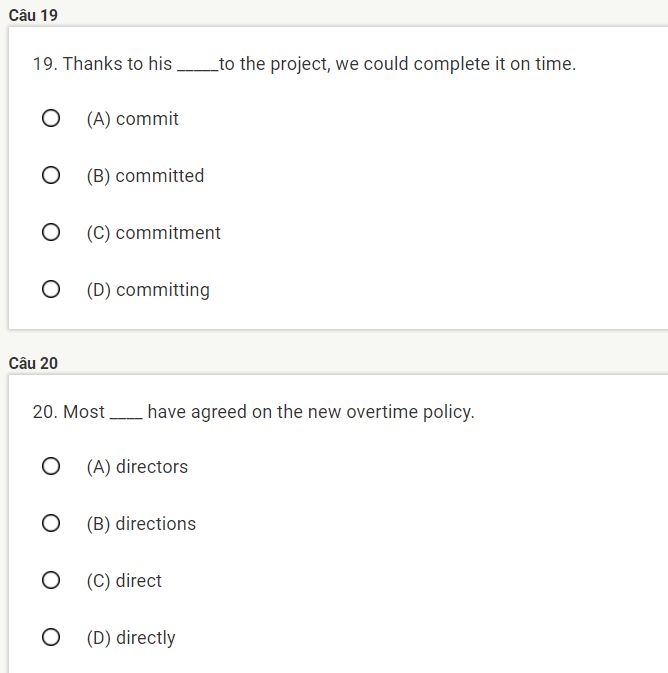 Câu 19
19. Thanks to his _____to the project, we could complete it on time.
(A) commit
(B) committed
(C) commitment
(D) committing
Câu 20
20. Most ____ have agreed on the new overtime policy.
(A) directors
(B) directions
(C) direct
(D) directly